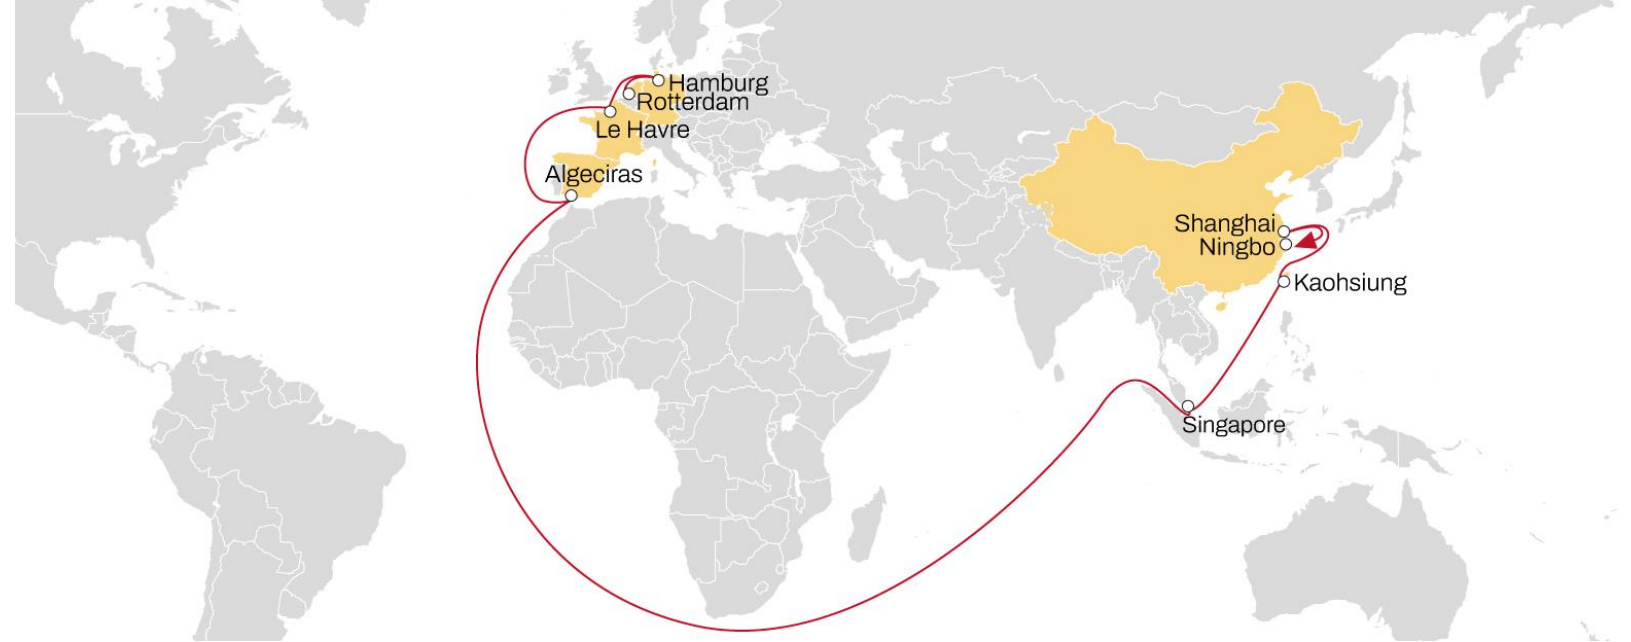 Hamburg
Rotterdam
Le Havre
Algeciras
Shanghai
Ningbo
Kaohsiung
Singapore